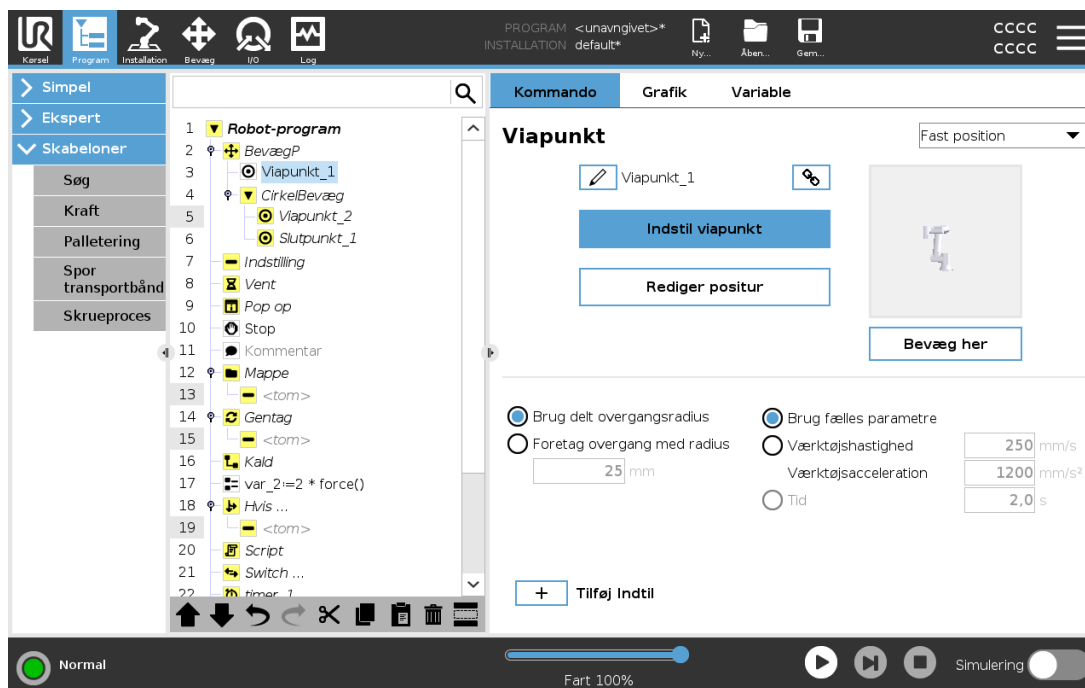 PROGRAM <unavngivet>*
INSTALLATION default*
CCCC
CCCC
Kørsel
Program
Installation
Bevæg
I/O
Log
Ny...
Åben...
Gem...
Simpel
Ekspert
Skabeloner
Søg
Kraft
Palletering
Spor
transportbånd
Skrueproces
1 Robot-program
2 BevægP
3 Viapunkt_1
4 CirkelBevæg
5 Viapunkt_2
6 Slutpunkt_1
7 Indstilling
8 Vent
9 Pop op
10 Stop
11 Kommentar
12 Mappe
13 <tom>
14 Gentag
15 <tom>
16 Kald
17 var_2:=2 * force()
18 Hvis ...
19 <tom>
20 Script
21 Switch ...
22 timer_1
Kommando
Grafik
Variable
Viapunkt
Fast position
Viapunkt_1
Indstil viapunkt
Rediger positur
Bevæg her
Brug delt overgangsradius
Foretag overgang med radius
25 mm
Brug fælles parametre
Værktøjshastighed 250 mm/s
Værktøjsacceleration 1200 mm/s²
Tid 2,0 s
+ Tilføj Indtil
Normal
Fart 100%
Simulering